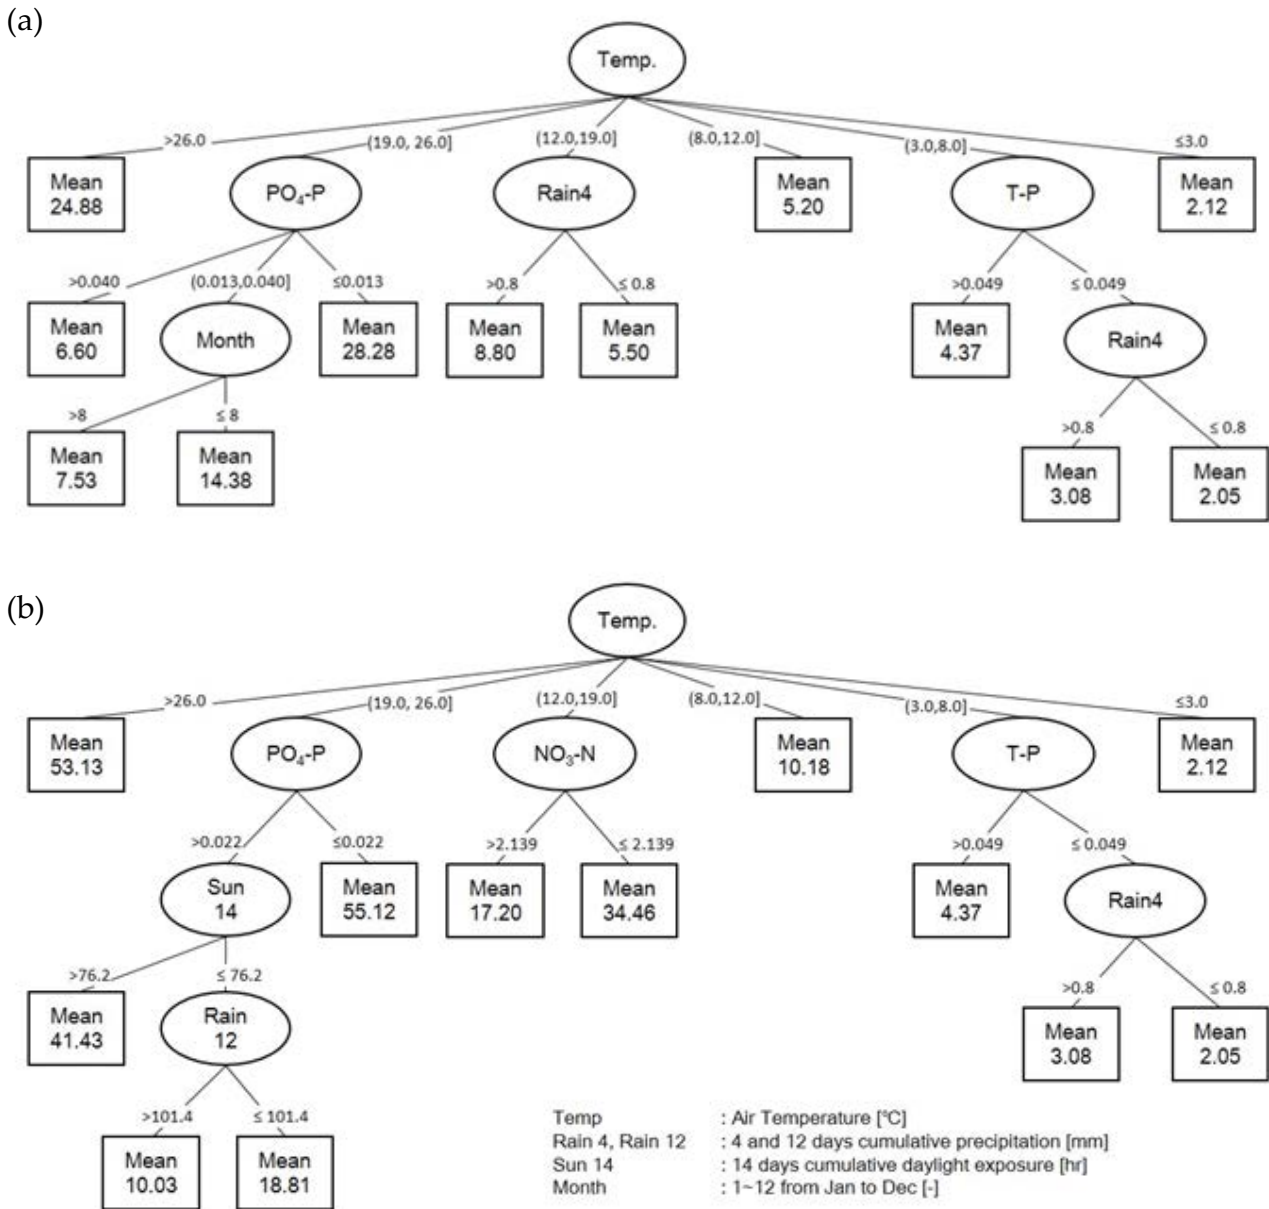 (a)
Temp.
>26.0
(19.0, 26.0]
(12.0,19.0]
(8.0,12.0]
(3.0,8.0]
≤3.0
Mean
24.88
PO₄-P
Rain4
Mean
5.20
T-P
Mean
2.12
>0.040
(0.013,0.040]
≤0.013
>0.8
≤ 0.8
>0.049
≤ 0.049
Mean
6.60
Month
Mean
28.28
Mean
8.80
Mean
5.50
Mean
4.37
Rain4
>8
≤ 8
>0.8
≤ 0.8
Mean
7.53
Mean
14.38
Mean
3.08
Mean
2.05
(b)
Temp.
>26.0
(19.0, 26.0]
(12.0,19.0]
(8.0,12.0]
(3.0,8.0]
≤3.0
Mean
53.13
PO₄-P
NO₃-N
Mean
10.18
T-P
Mean
2.12
>0.022
≤0.022
>2.139
≤ 2.139
>0.049
≤ 0.049
Sun
14
Mean
55.12
Mean
17.20
Mean
34.46
Mean
4.37
Rain4
>76.2
≤ 76.2
>0.8
≤ 0.8
Mean
41.43
Rain
12
Mean
3.08
Mean
2.05
>101.4
≤ 101.4
Mean
10.03
Mean
18.81
Temp : Air Temperature [℃]
Rain 4, Rain 12 : 4 and 12 days cumulative precipitation [mm]
Sun 14 : 14 days cumulative daylight exposure [hr]
Month : 1~12 from Jan to Dec [-]